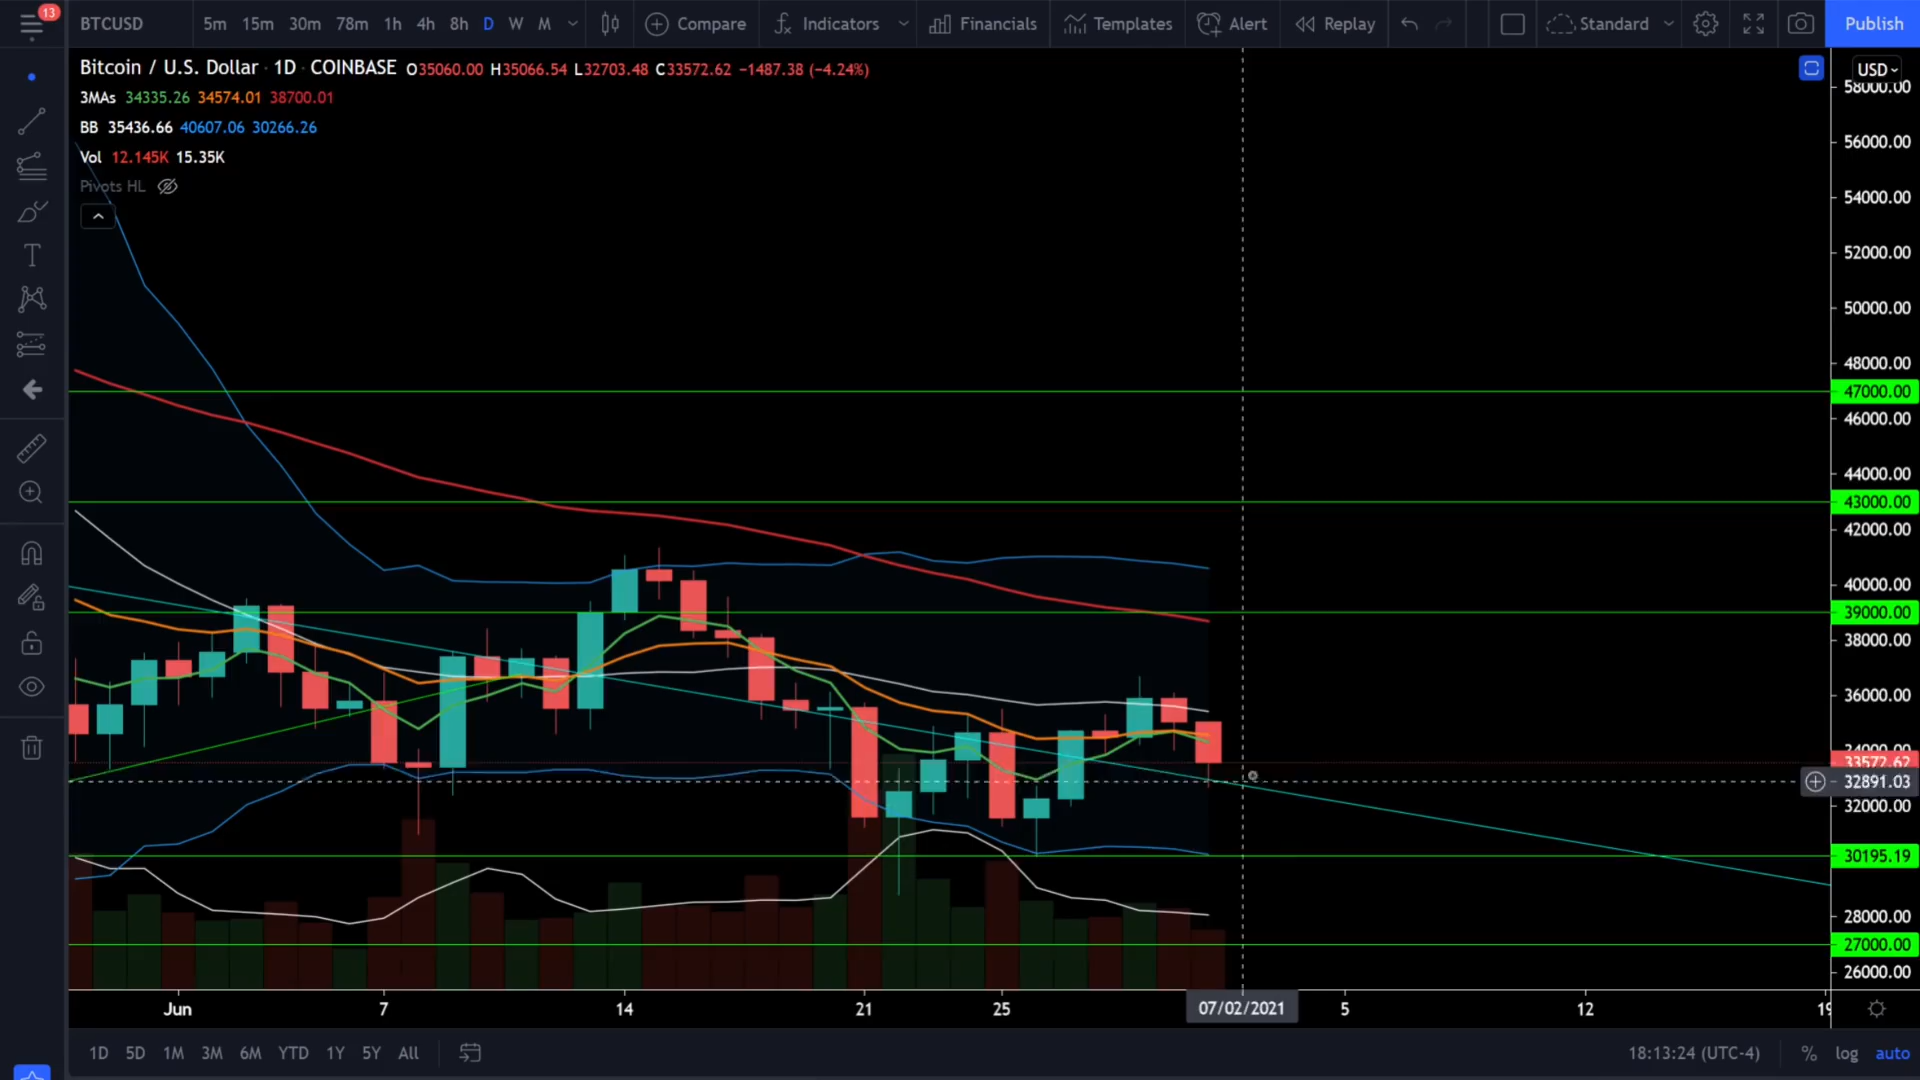 13
BTCUSD 5m 15m 30m 78m 1h 4h 8h D W M Compare Indicators Financials Templates Alert Replay Standard Publish
Bitcoin / U.S. Dollar · 1D · COINBASE O35060.00 H35066.54 L32703.48 C33572.62 −1487.38 (−4.24%)
3MAs 34335.26 34574.01 38700.01
BB 35436.66 40607.06 30266.26
Vol 12.145K 15.35K
Pivots HL
USD
58000.00
56000.00
54000.00
52000.00
50000.00
48000.00
47000.00
46000.00
44000.00
43000.00
42000.00
40000.00
39000.00
38000.00
36000.00
34000.00
33572.62
32891.03
32000.00
30195.19
28000.00
27000.00
26000.00
Jun 7 14 21 25 07/02/2021 5 12 19
1D 5D 1M 3M 6M YTD 1Y 5Y All 18:13:24 (UTC-4) % log auto